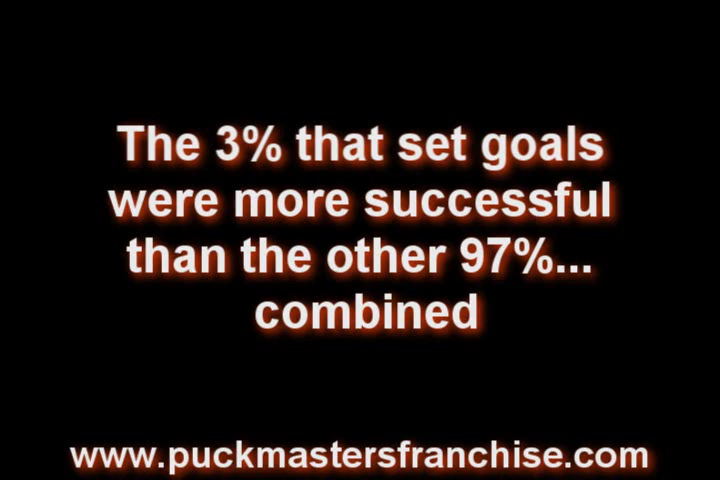 The 3% that set goals
were more successful
than the other 97%...
combined
www.puckmastersfranchise.com